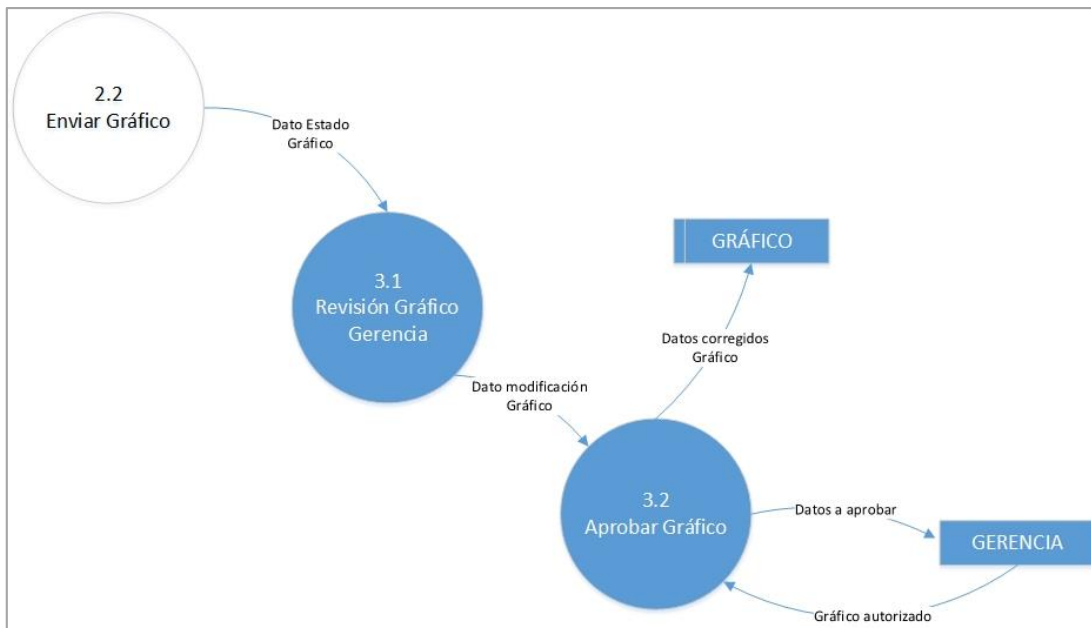 2.2
Enviar Gráfico
Dato Estado
Gráfico
3.1
Revisión Gráfico
Gerencia
GRÁFICO
Datos corregidos
Gráfico
Dato modificación
Gráfico
3.2
Aprobar Gráfico
Datos a aprobar
GERENCIA
Gráfico autorizado